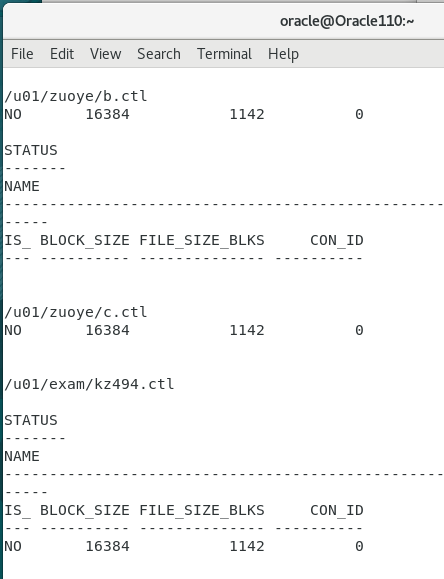 oracle@Oracle110:~
File Edit View Search Terminal Help
/u01/zuoye/b.ctl
NO 16384 1142 0
STATUS
-------
NAME
-------------------------------------------------
-----
IS_ BLOCK_SIZE FILE_SIZE_BLKS CON_ID
--- ---------- -------------- ----------
/u01/zuoye/c.ctl
NO 16384 1142 0
/u01/exam/kz494.ctl
STATUS
-------
NAME
-------------------------------------------------
-----
IS_ BLOCK_SIZE FILE_SIZE_BLKS CON_ID
--- ---------- -------------- ----------
NO 16384 1142 0